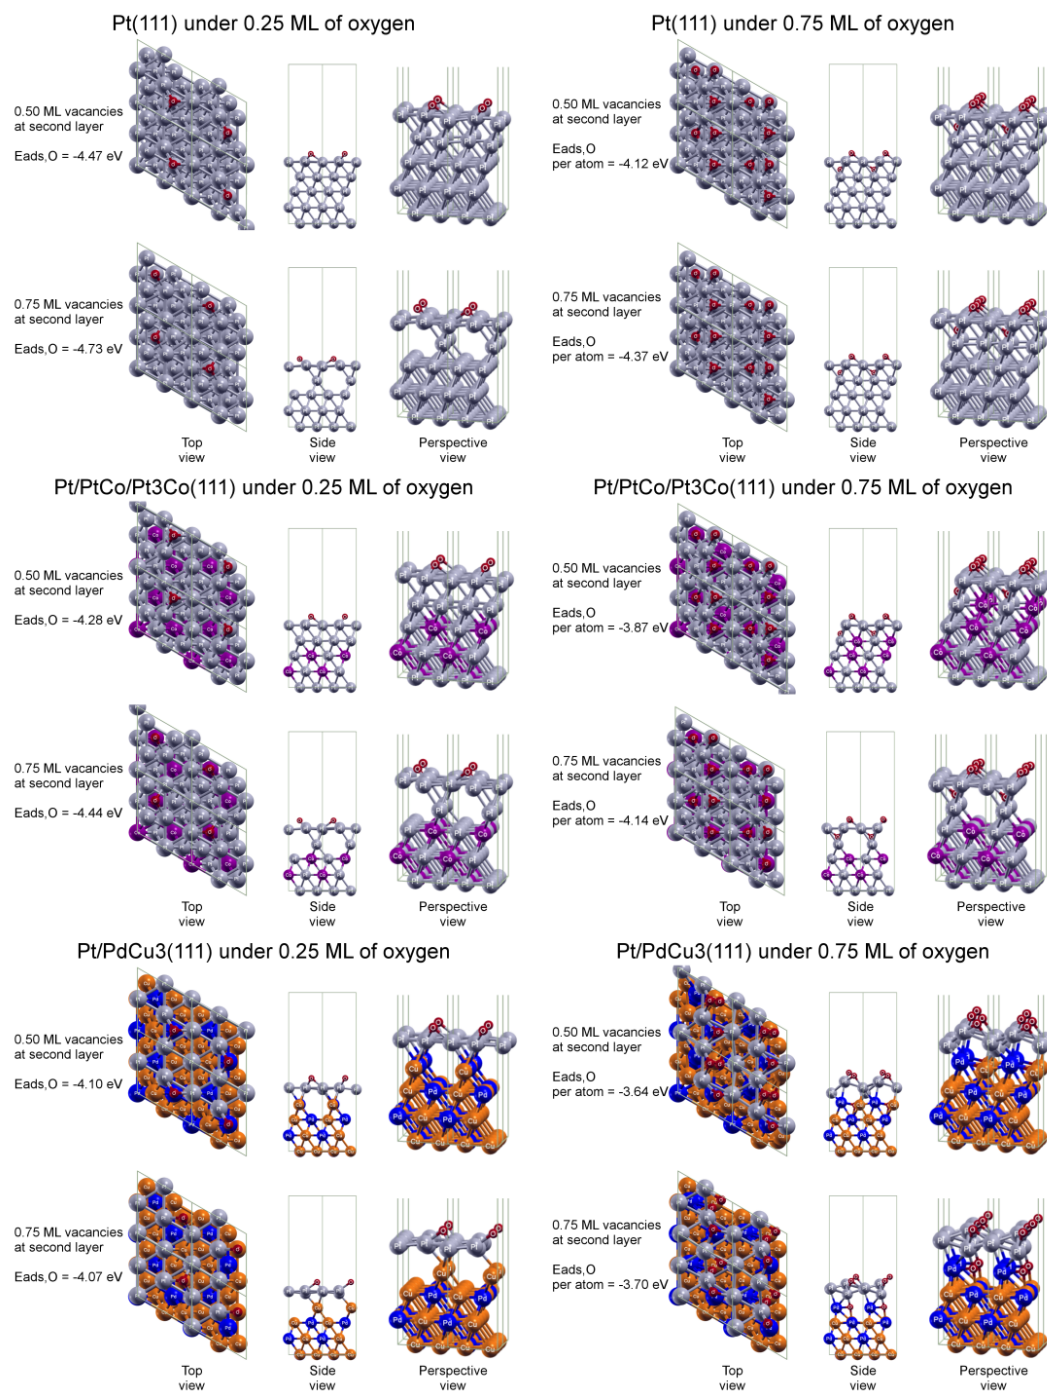 Pt(111) under 0.25 ML of oxygen
0.50 ML vacancies
at second layer
Eads,O = -4.47 eV
0.75 ML vacancies
at second layer
Eads,O = -4.73 eV
Top
view
Side
view
Perspective
view
Pt(111) under 0.75 ML of oxygen
0.50 ML vacancies
at second layer
Eads,O
per atom = -4.12 eV
0.75 ML vacancies
at second layer
Eads,O
per atom = -4.37 eV
Top
view
Side
view
Perspective
view
Pt/PtCo/Pt3Co(111) under 0.25 ML of oxygen
0.50 ML vacancies
at second layer
Eads,O = -4.28 eV
0.75 ML vacancies
at second layer
Eads,O = -4.44 eV
Top
view
Side
view
Perspective
view
Pt/PtCo/Pt3Co(111) under 0.75 ML of oxygen
0.50 ML vacancies
at second layer
Eads,O
per atom = -3.87 eV
0.75 ML vacancies
at second layer
Eads,O
per atom = -4.14 eV
Top
view
Side
view
Perspective
view
Pt/PdCu3(111) under 0.25 ML of oxygen
0.50 ML vacancies
at second layer
Eads,O = -4.10 eV
0.75 ML vacancies
at second layer
Eads,O = -4.07 eV
Top
view
Side
view
Perspective
view
Pt/PdCu3(111) under 0.75 ML of oxygen
0.50 ML vacancies
at second layer
Eads,O
per atom = -3.64 eV
0.75 ML vacancies
at second layer
Eads,O
per atom = -3.70 eV
Top
view
Side
view
Perspective
view